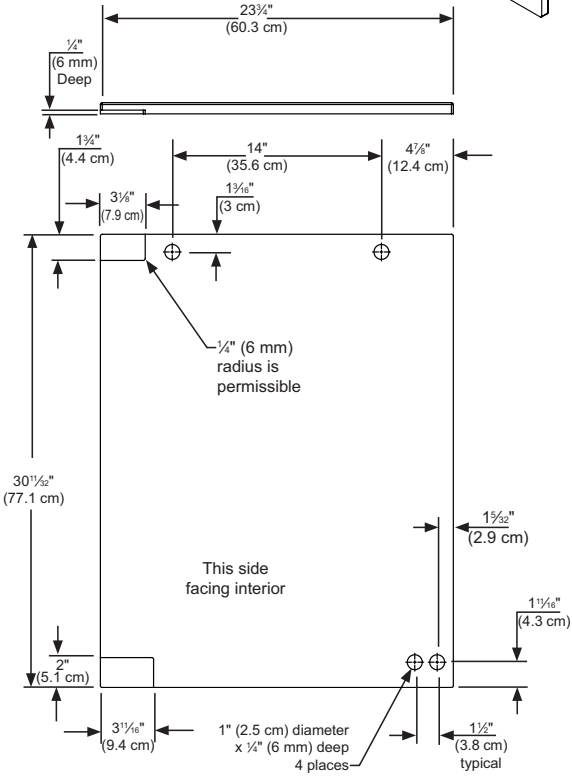 23¾"
(60.3 cm)
¼"
(6 mm)
Deep
1¾"
(4.4 cm)
14"
(35.6 cm)
4⅞"
(12.4 cm)
3⅛"
(7.9 cm)
1³⁄₁₆"
(3 cm)
¼" (6 mm)
radius is
permissible
30¹¹⁄₃₂"
(77.1 cm)
1⁵⁄₃₂"
(2.9 cm)
This side
facing interior
1¹¹⁄₁₆"
(4.3 cm)
2"
(5.1 cm)
3¹¹⁄₁₆"
(9.4 cm)
1" (2.5 cm) diameter
x ¼" (6 mm) deep
4 places
1½"
(3.8 cm)
typical